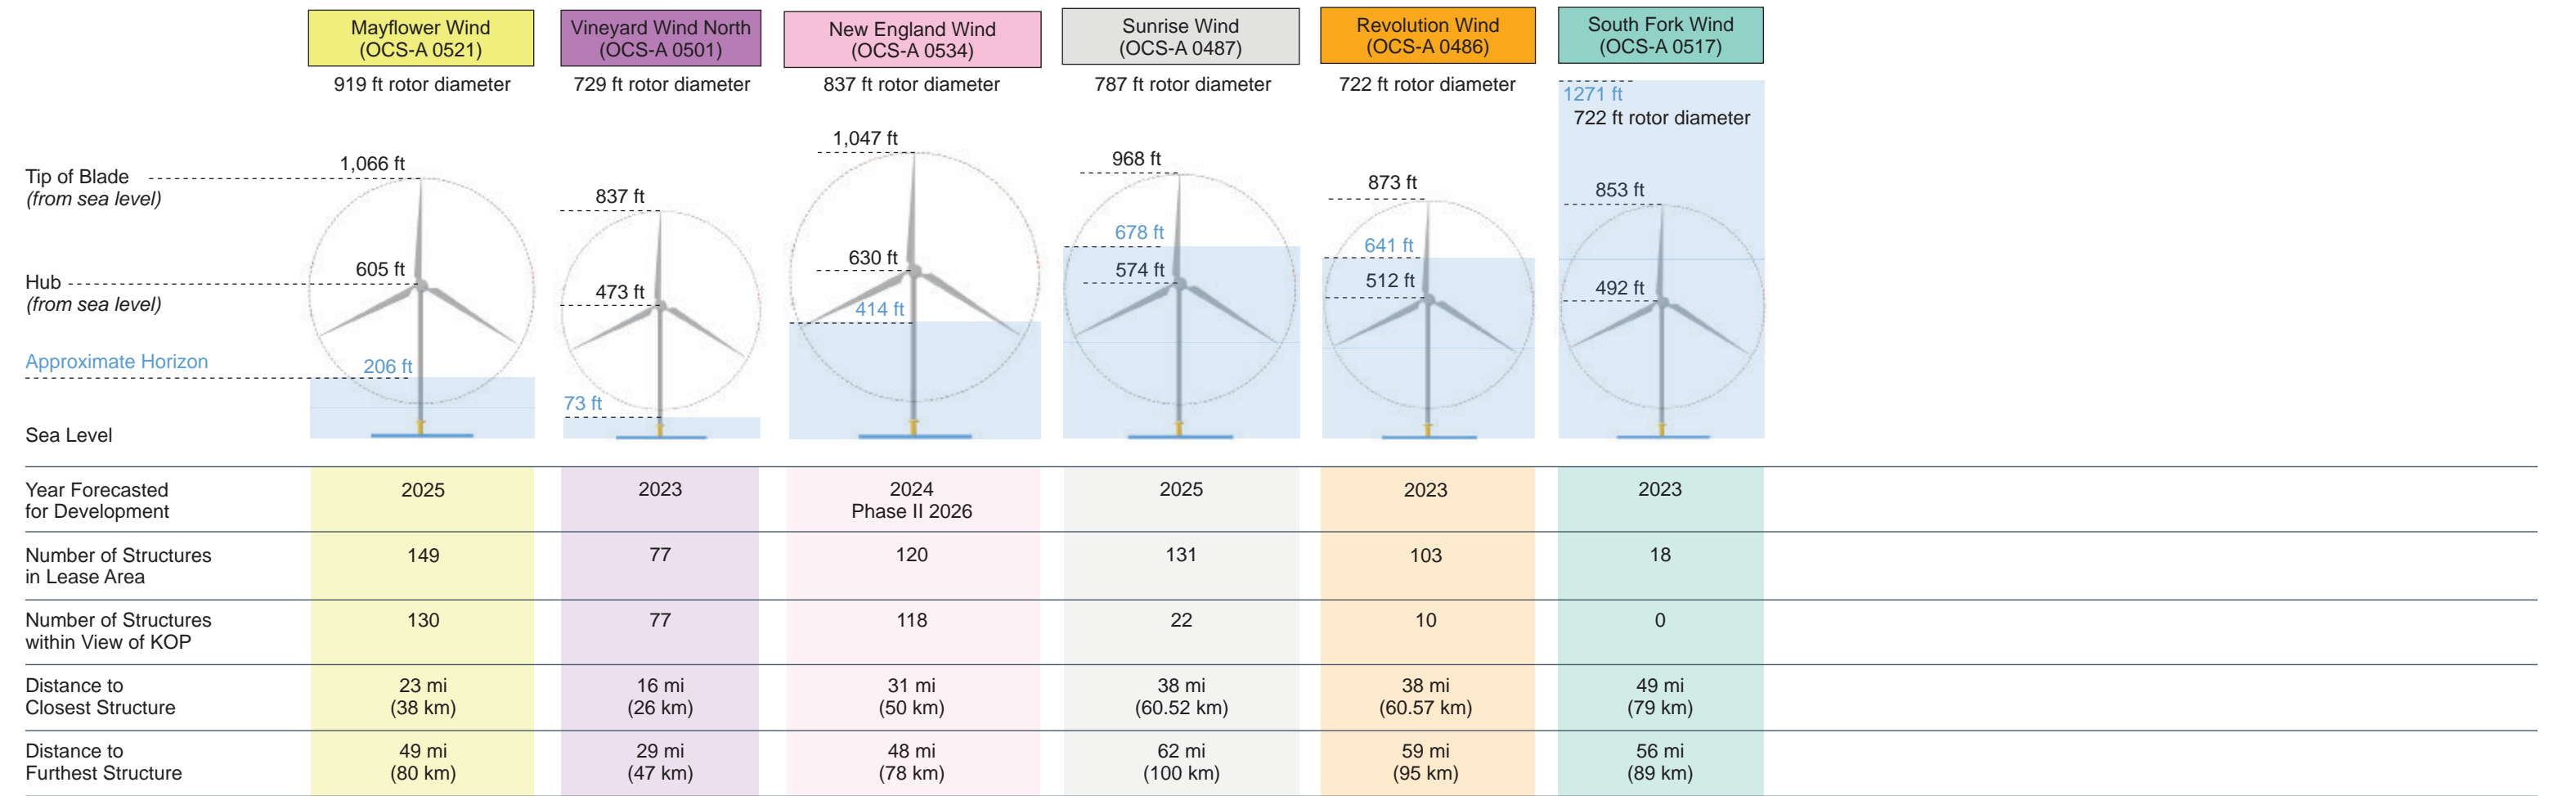 Mayflower Wind
(OCS-A 0521)
919 ft rotor diameter
Vineyard Wind North
(OCS-A 0501)
729 ft rotor diameter
New England Wind
(OCS-A 0534)
837 ft rotor diameter
Sunrise Wind
(OCS-A 0487)
787 ft rotor diameter
Revolution Wind
(OCS-A 0486)
722 ft rotor diameter
South Fork Wind
(OCS-A 0517)
1271 ft
722 ft rotor diameter
Tip of Blade
(from sea level)
1,066 ft
837 ft
1,047 ft
968 ft
873 ft
853 ft
Hub
(from sea level)
605 ft
473 ft
630 ft
574 ft
512 ft
492 ft
Approximate Horizon
206 ft
73 ft
414 ft
678 ft
641 ft
Sea Level
Year Forecasted
for Development
2025
2023
2024
Phase II 2026
2025
2023
2023
Number of Structures
in Lease Area
149
77
120
131
103
18
Number of Structures
within View of KOP
130
77
118
22
10
0
Distance to
Closest Structure
23 mi
(38 km)
16 mi
(26 km)
31 mi
(50 km)
38 mi
(60.52 km)
38 mi
(60.57 km)
49 mi
(79 km)
Distance to
Furthest Structure
49 mi
(80 km)
29 mi
(47 km)
48 mi
(78 km)
62 mi
(100 km)
59 mi
(95 km)
56 mi
(89 km)